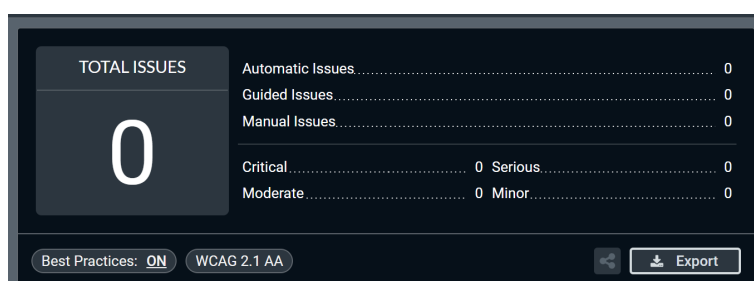 TOTAL ISSUES
0
Automatic Issues 0
Guided Issues 0
Manual Issues 0
Critical 0 Serious 0
Moderate 0 Minor 0
Best Practices: ON WCAG 2.1 AA Export